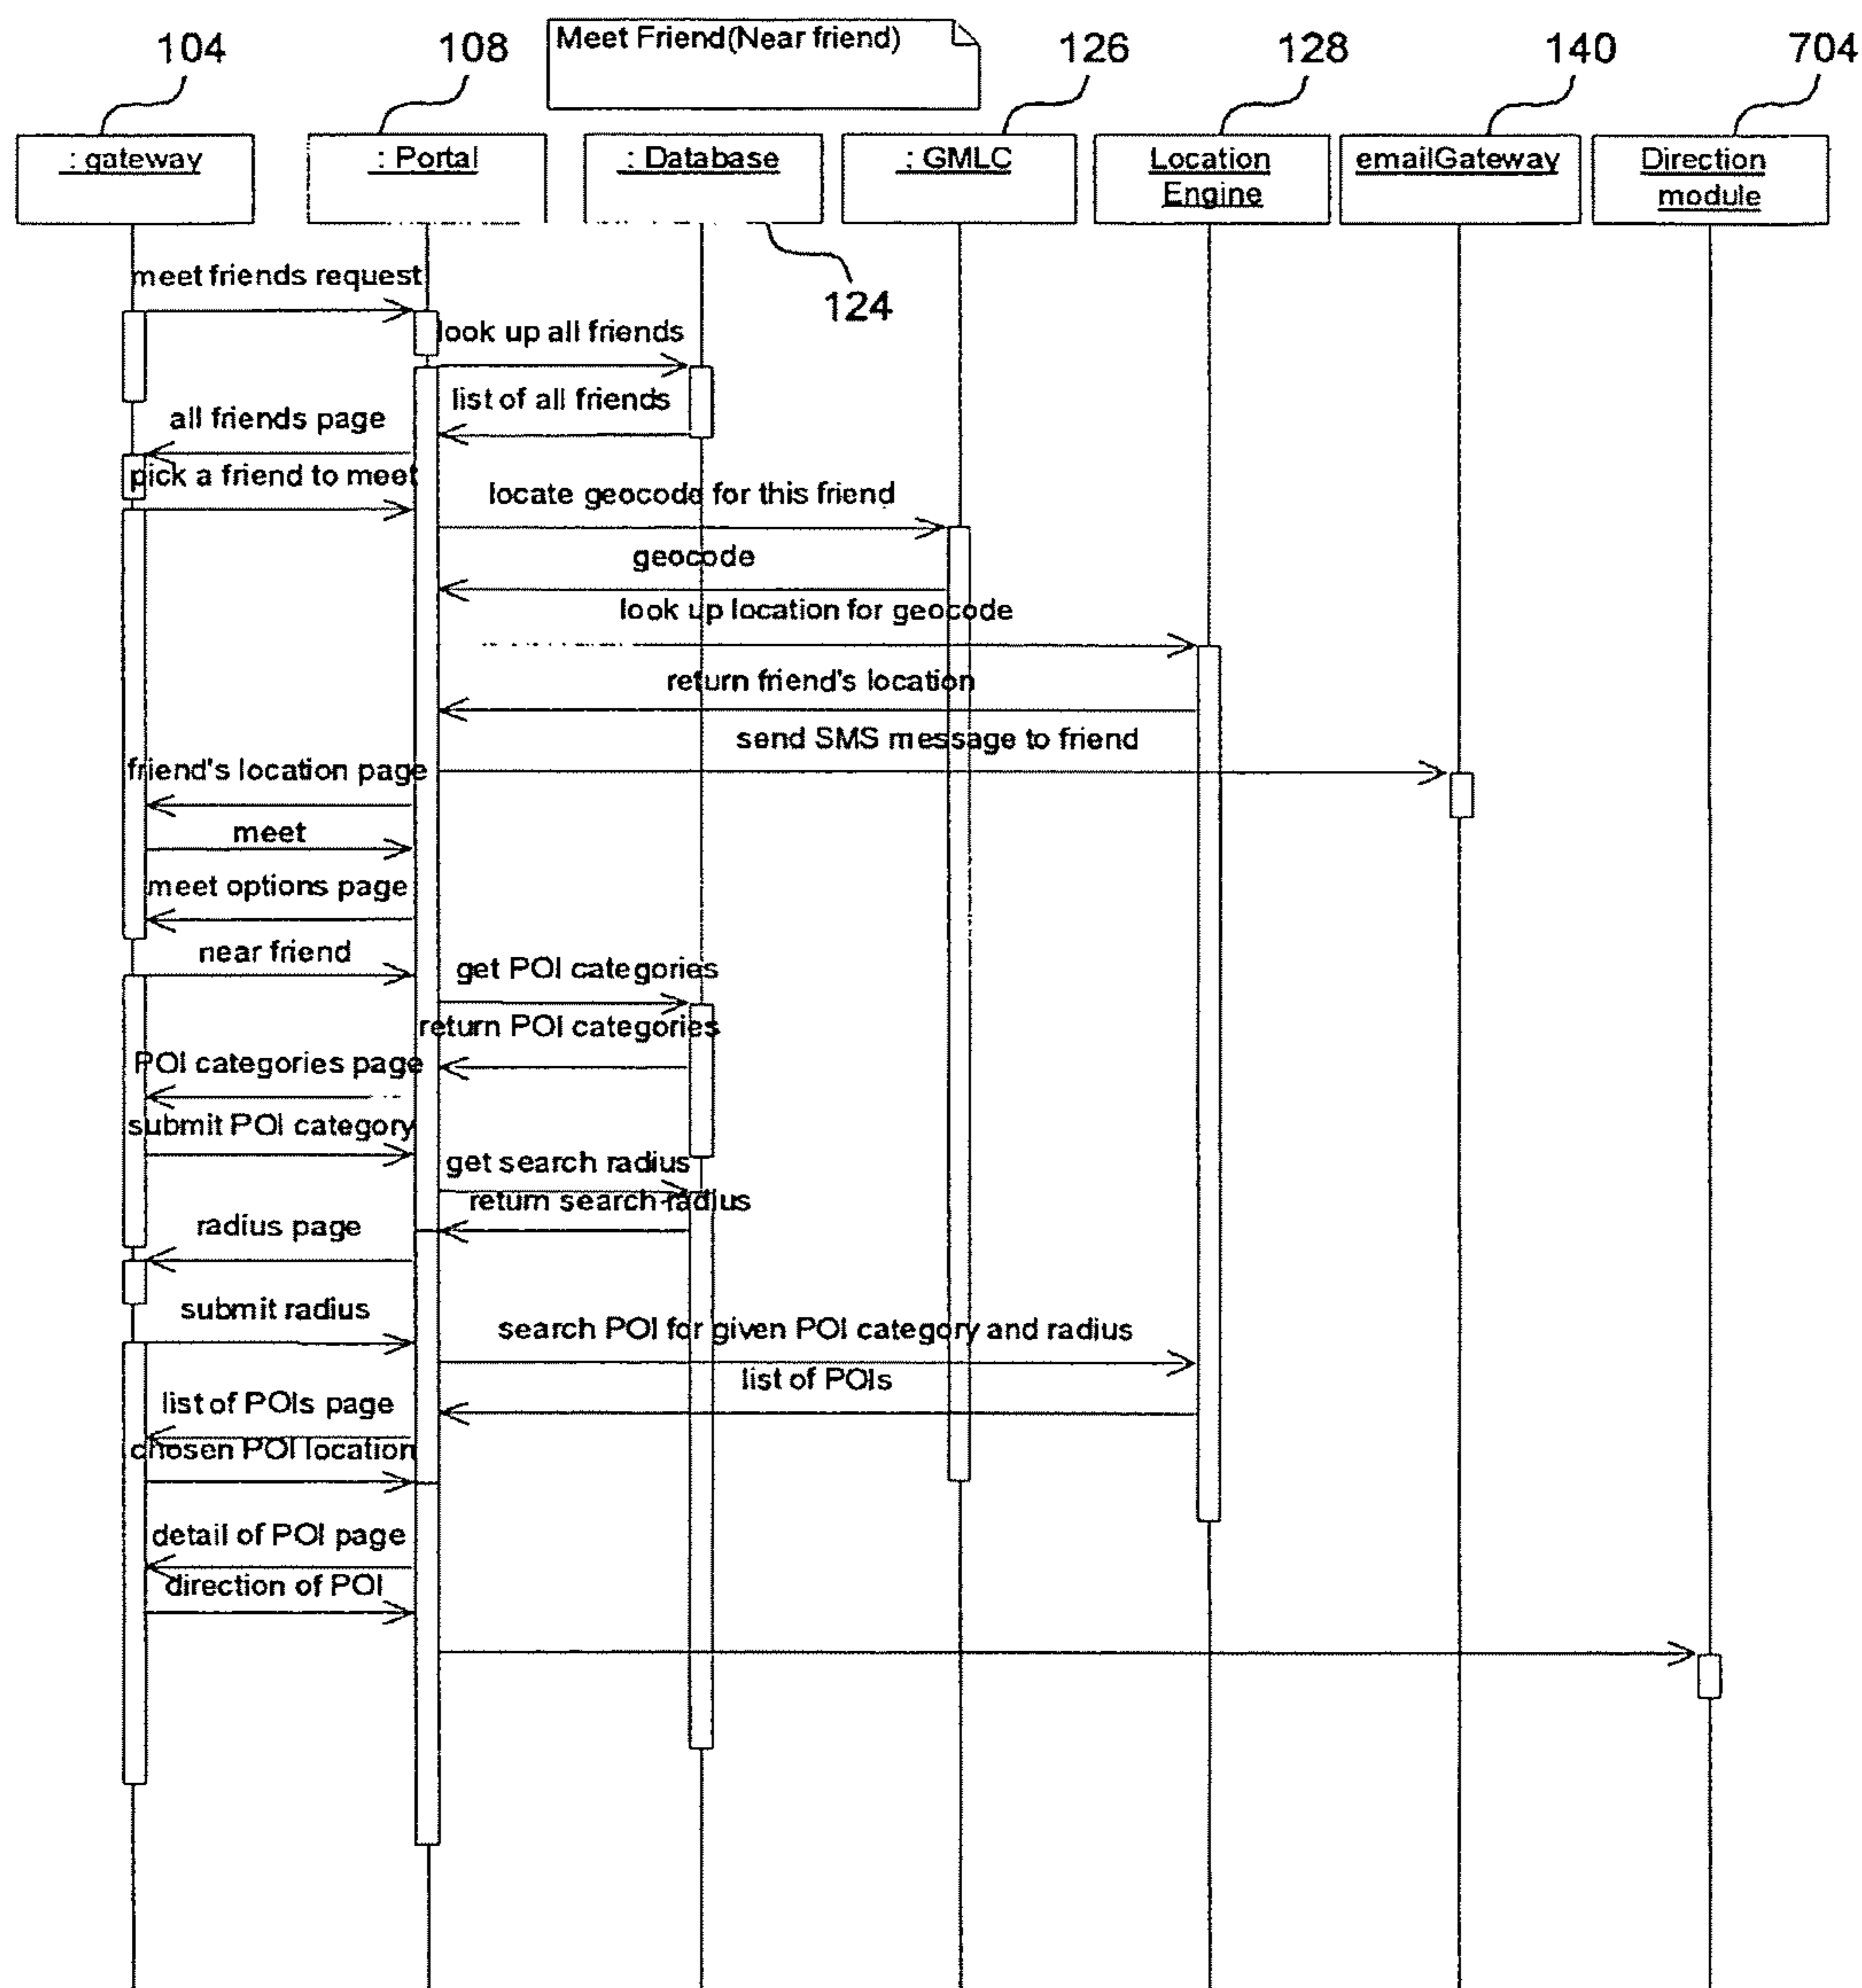 104
108
Meet Friend(Near friend)
126
128
140
704
: gateway
: Portal
: Database
: GMLC
Location
Engine
emailGateway
Direction
module
124
meet friends request
look up all friends
list of all friends
all friends page
pick a friend to meet
locate geocode for this friend
geocode
look up location for geocode
return friend's location
send SMS message to friend
friend's location page
meet
meet options page
near friend
get POI categories
return POI categories
POI categories page
submit POI category
get search radius
return search radius
radius page
submit radius
search POI for given POI category and radius
list of POIs
list of POIs page
chosen POI location
detail of POI page
direction of POI